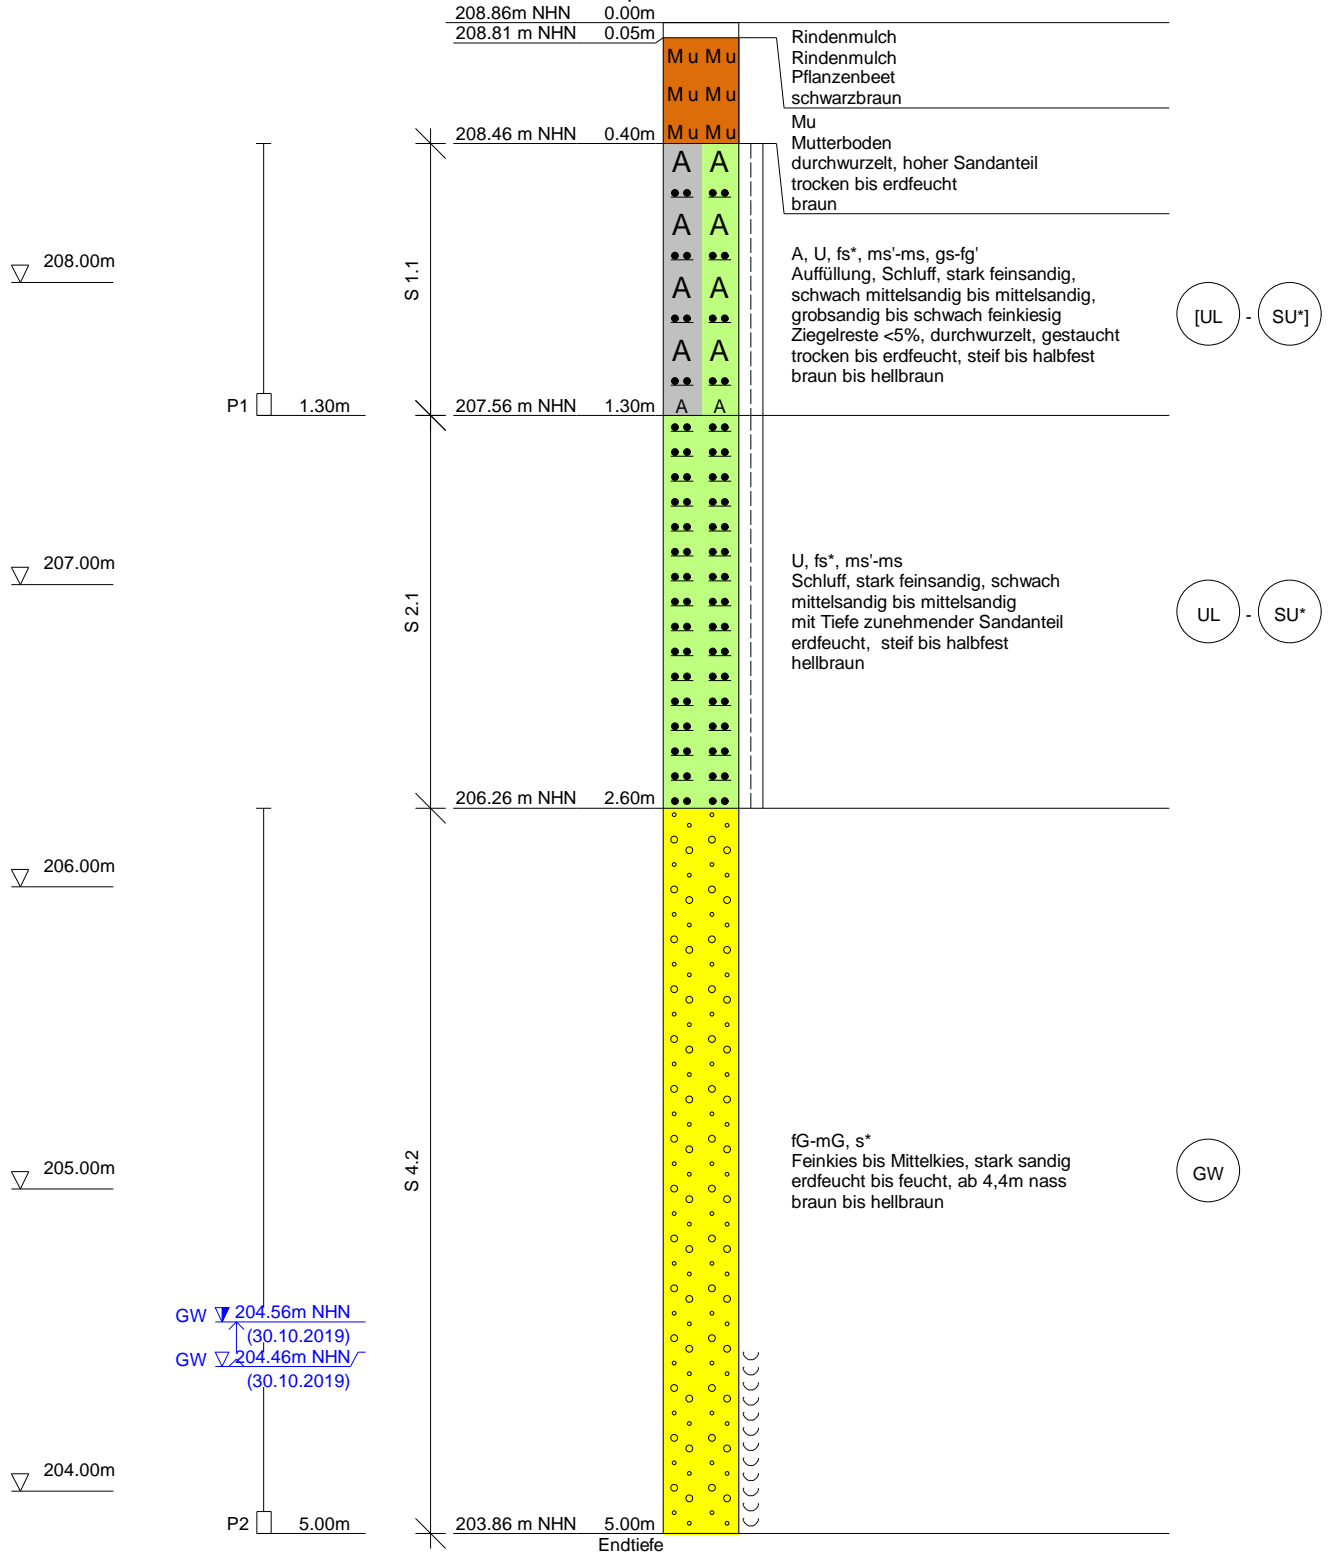 208.86m NHN 0.00m
208.81 m NHN 0.05m
Rindenmulch
Rindenmulch
Pflanzenbeet
schwarzbraun
Mu Mu
Mu Mu
208.46 m NHN 0.40m Mu Mu
Mu
Mutterboden
durchwurzelt, hoher Sandanteil
trocken bis erdfeucht
braun
A A
A A
A A
A A
A A
208.00m
S 1.1
A, U, fs*, ms'-ms, gs-fg'
Auffüllung, Schluff, stark feinsandig,
schwach mittelsandig bis mittelsandig,
grobsandig bis schwach feinkiesig
Ziegelreste <5%, durchwurzelt, gestaucht
trocken bis erdfeucht, steif bis halbfest
braun bis hellbraun
[UL - SU*]
P1 1.30m
207.56 m NHN 1.30m
207.00m
S 2.1
U, fs*, ms'-ms
Schluff, stark feinsandig, schwach
mittelsandig bis mittelsandig
mit Tiefe zunehmender Sandanteil
erdfeucht, steif bis halbfest
hellbraun
UL - SU*
206.26 m NHN 2.60m
206.00m
205.00m
S 4.2
fG-mG, s*
Feinkies bis Mittelkies, stark sandig
erdfeucht bis feucht, ab 4,4m nass
braun bis hellbraun
GW
GW 204.56m NHN
(30.10.2019)
GW 204.46m NHN
(30.10.2019)
204.00m
P2 5.00m
203.86 m NHN 5.00m
Endtiefe